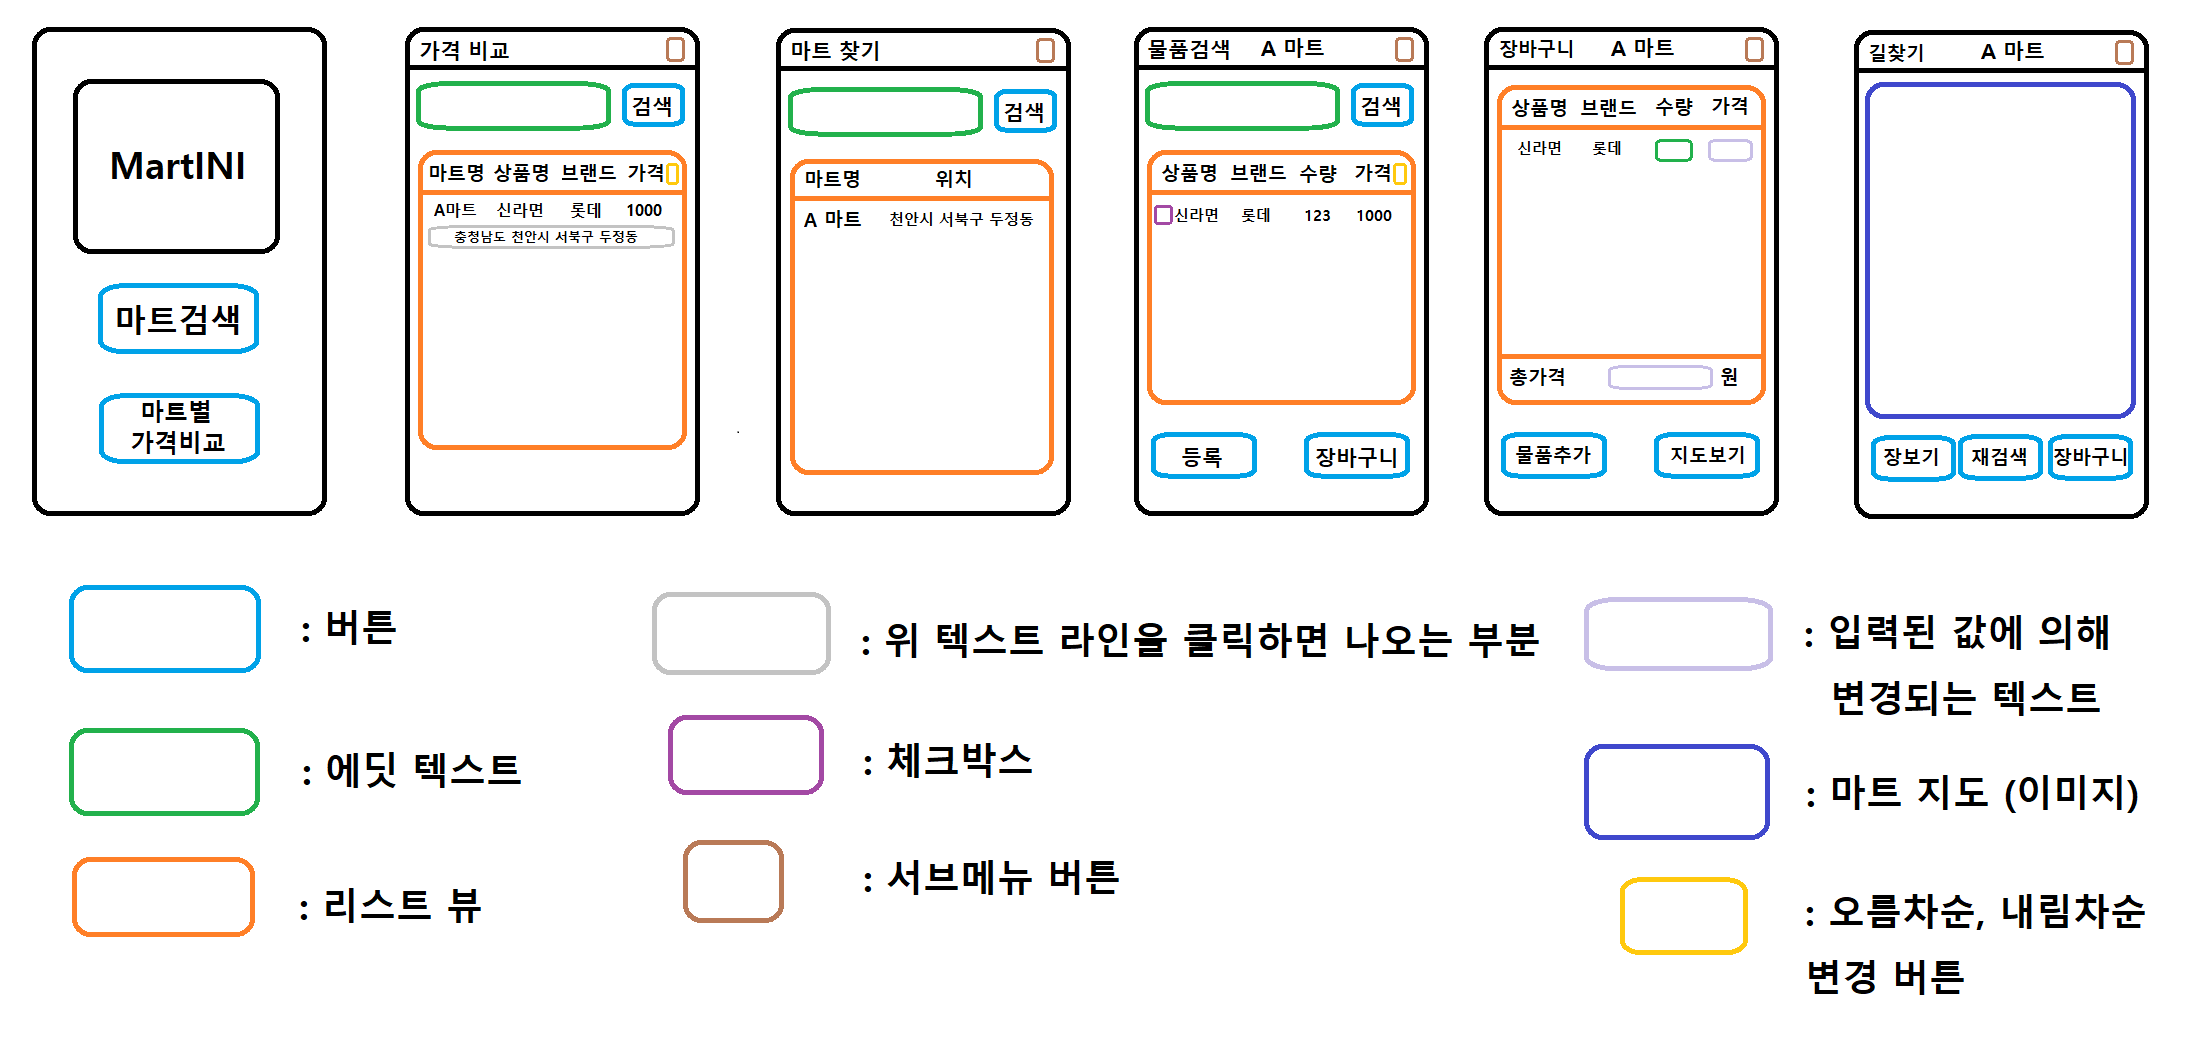 MartINI
마트검색
마트별
가격비교
가격 비교
검색
마트명 상품명 브랜드 가격
A마트 신라면 롯데 1000
충청남도 천안시 서북구 두정동
마트 찾기
검색
마트명 위치
A 마트 천안시 서북구 두정동
물품검색 A 마트
검색
상품명 브랜드 수량 가격
신라면 롯데 123 1000
등록 장바구니
장바구니 A 마트
상품명 브랜드 수량 가격
신라면 롯데
총가격 원
물품추가 지도보기
길찾기 A 마트
장보기 재검색 장바구니
: 버튼
: 에딧 텍스트
: 리스트 뷰
: 위 텍스트 라인을 클릭하면 나오는 부분
: 체크박스
: 서브메뉴 버튼
: 입력된 값에 의해
변경되는 텍스트
: 마트 지도 (이미지)
: 오름차순, 내림차순
변경 버튼